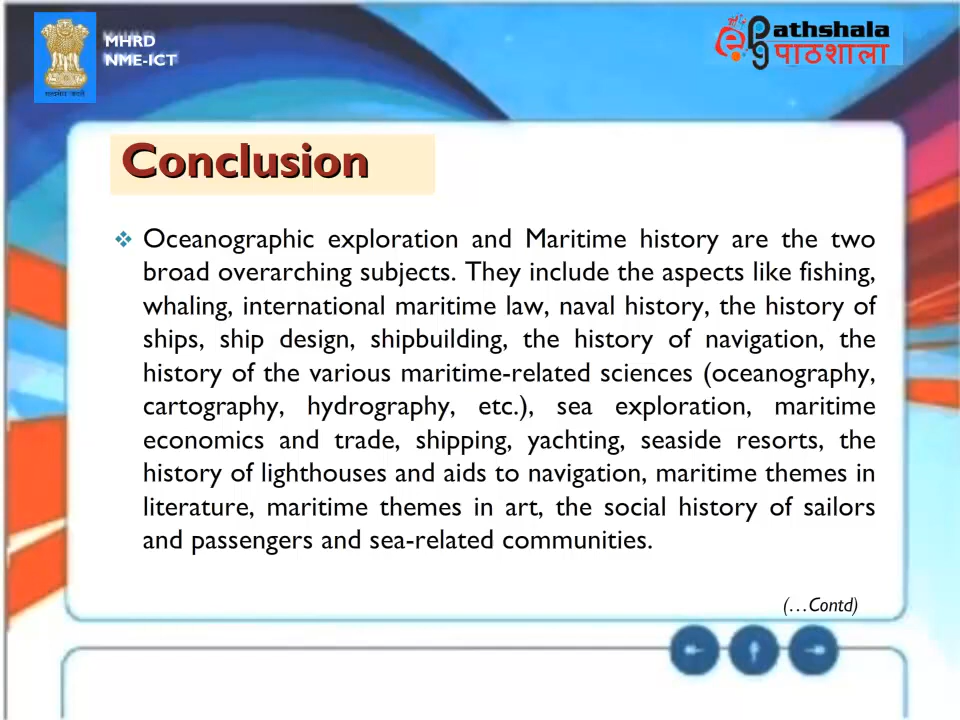 MHRD
NME-ICT
Pathshala
पाठशाला
Conclusion
Oceanographic exploration and Maritime history are the two
broad overarching subjects. They include the aspects like fishing,
whaling, international maritime law, naval history, the history of
ships, ship design, shipbuilding, the history of navigation, the
history of the various maritime-related sciences (oceanography,
cartography, hydrography, etc.), sea exploration, maritime
economics and trade, shipping, yachting, seaside resorts, the
history of lighthouses and aids to navigation, maritime themes in
literature, maritime themes in art, the social history of sailors
and passengers and sea-related communities.
(…Contd)